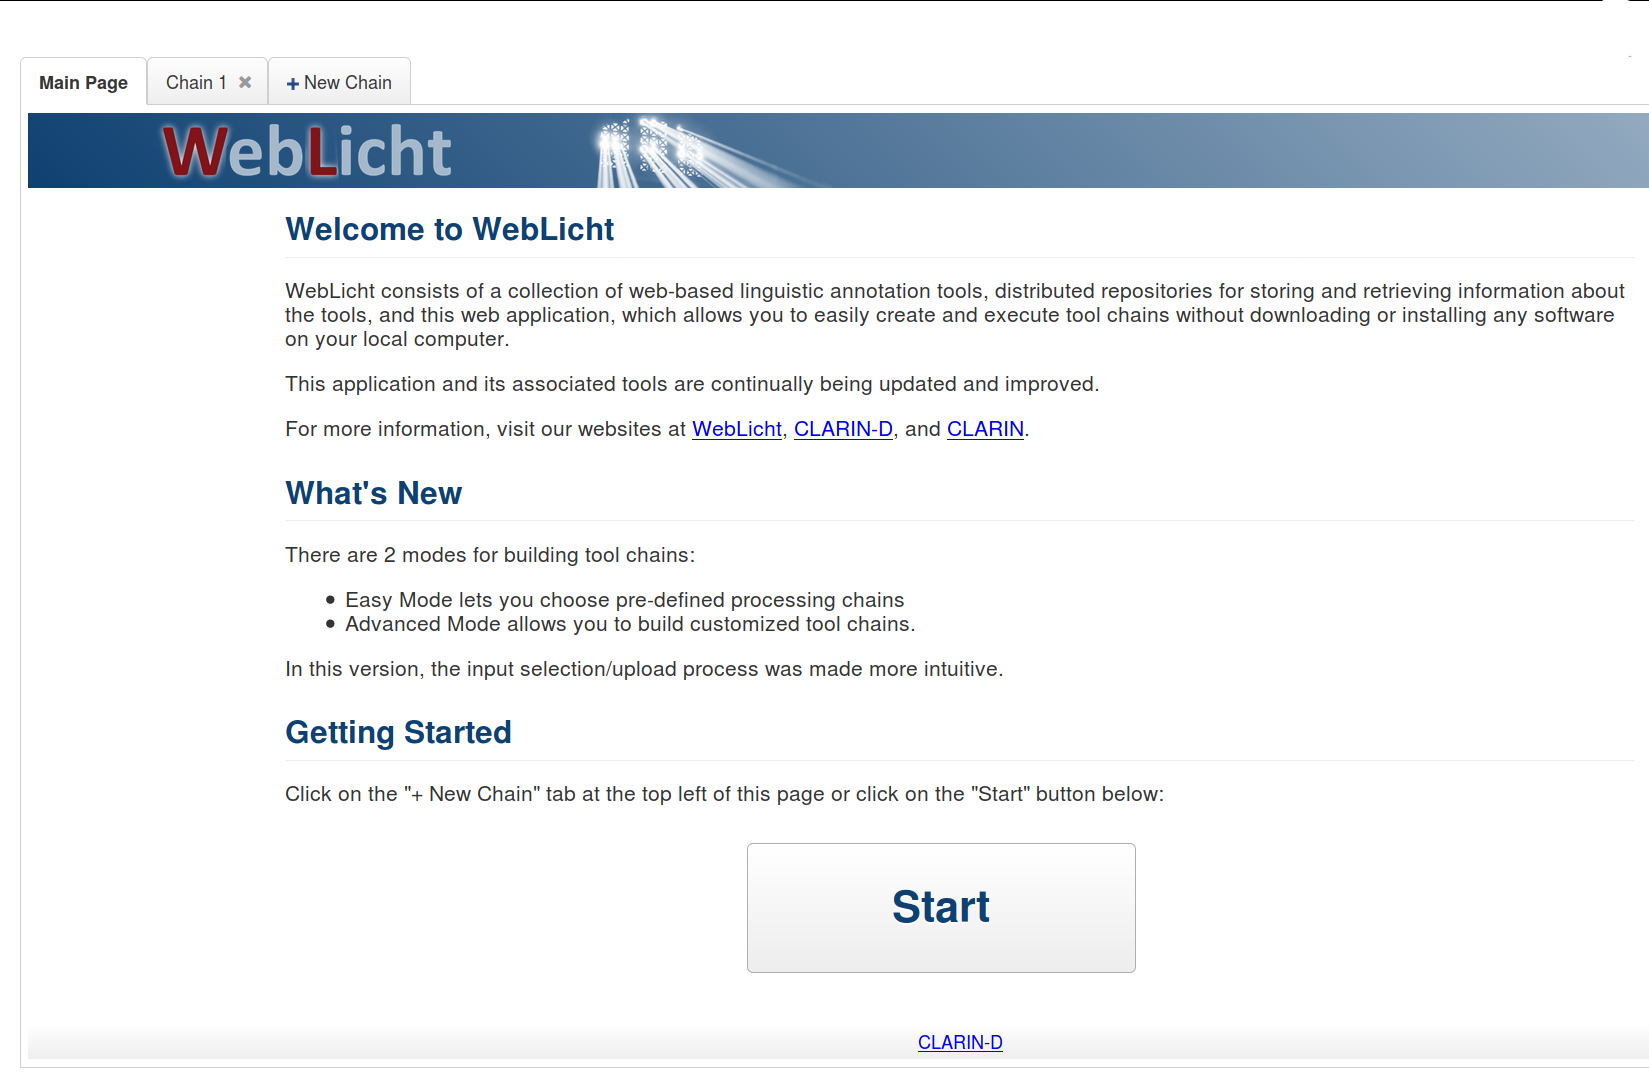 Main Page
Chain 1 ✖
+ New Chain
WebLicht
Welcome to WebLicht
WebLicht consists of a collection of web-based linguistic annotation tools, distributed repositories for storing and retrieving information about
the tools, and this web application, which allows you to easily create and execute tool chains without downloading or installing any software
on your local computer.
This application and its associated tools are continually being updated and improved.
For more information, visit our websites at WebLicht, CLARIN-D, and CLARIN.
What's New
There are 2 modes for building tool chains:
• Easy Mode lets you choose pre-defined processing chains
• Advanced Mode allows you to build customized tool chains.
In this version, the input selection/upload process was made more intuitive.
Getting Started
Click on the "+ New Chain" tab at the top left of this page or click on the "Start" button below:
Start
CLARIN-D